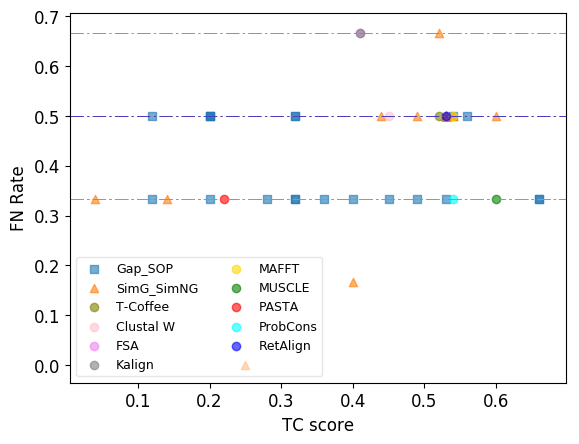 0.7
0.6
0.5
0.4
0.3
0.2
0.1
0.0
FN Rate
Gap_SOP
SimG_SimNG
T-Coffee
Clustal W
FSA
Kalign
MAFFT
MUSCLE
PASTA
ProbCons
RetAlign
0.1 0.2 0.3 0.4 0.5 0.6
TC score